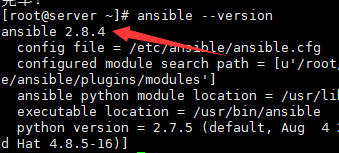 完毕!
[root@server ~]# ansible --version
ansible 2.8.4
config file = /etc/ansible/ansible.cfg
configured module search path = [u'/root/
e/ansible/plugins/modules']
ansible python module location = /usr/lib
executable location = /usr/bin/ansible
python version = 2.7.5 (default, Aug 4 2
d Hat 4.8.5-16)]